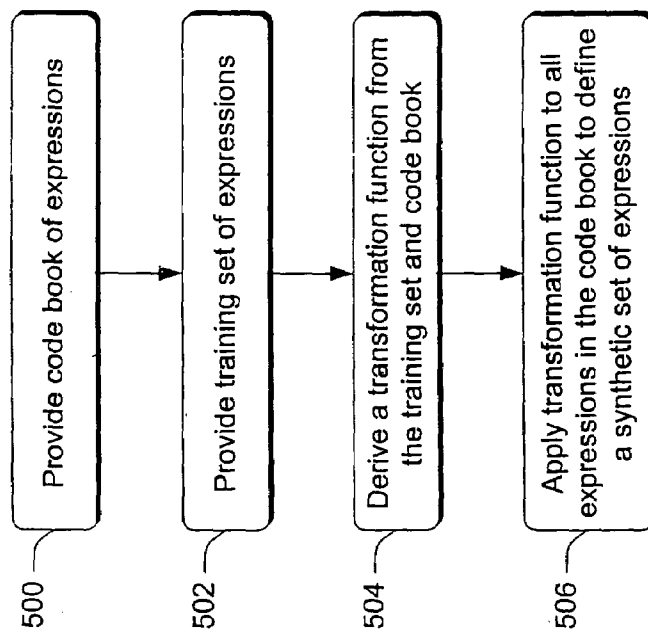 500
Provide code book of expressions
502
Provide training set of expressions
504
Derive a transformation function from
the training set and code book
506
Apply transformation function to all
expressions in the code book to define
a synthetic set of expressions